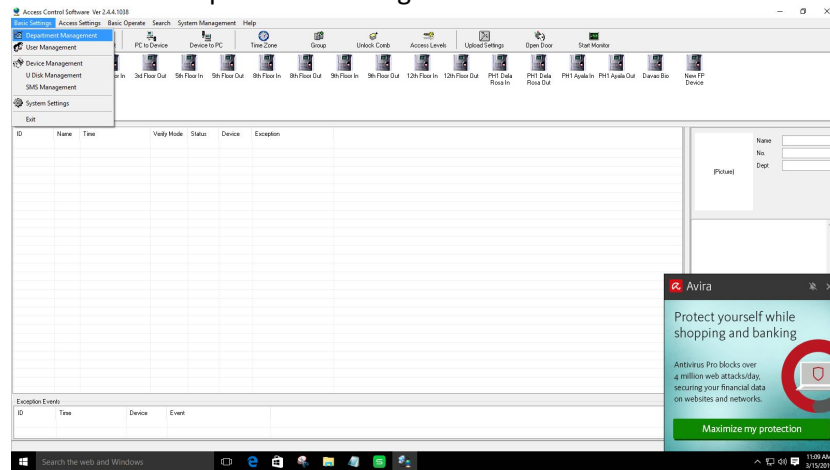 Access Control Software Ver 2.4.4.1038
Basic Settings Access Settings Basic Operate Search System Management Help
Department Management
User Management
Device Management
U Disk Management
SMS Management
System Settings
Exit
PC to Device Device to PC Time Zone Group Unlock Comb Access Levels Upload Settings Open Door Start Monitor
or In 3rd Floor Out 5th Floor In 5th Floor Out 8th Floor In 8th Floor Out 9th Floor In 9th Floor Out 12th Floor In 12th Floor Out PH1 Dela Rosa In PH1 Dela Rosa Out PH1 Ayala In PH1 Ayala Out Davao Bio New FP Device
ID Name Time Verify Mode Status Device Exception
Name
No.
Dept
(Picture)
Avira
Protect yourself while
shopping and banking
Antivirus Pro blocks over
4 million web attacks/day,
securing your financial data
on websites and networks.
Maximize my protection
Exception Events
ID Time Device Event
Search the web and Windows
11:09 AM
3/15/201